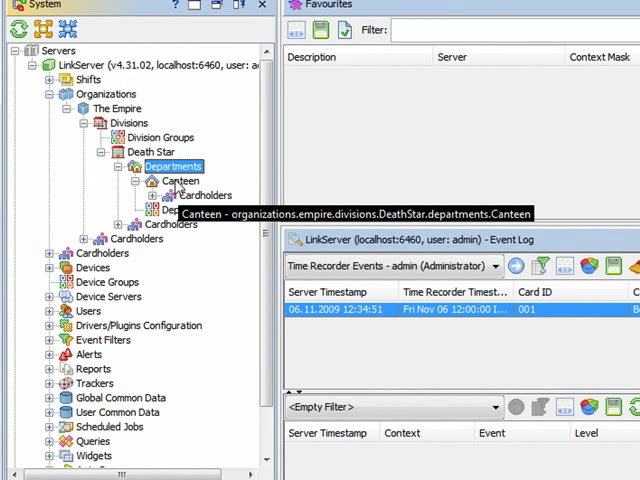 System
?
Servers
LinkServer (v4.31.02, localhost:6460, user: a
Shifts
Organizations
The Empire
Divisions
Division Groups
Death Star
Departments
Canteen
Cardholders
Canteen - organizations.empire.divisions.DeathStar.departments.Canteen
Cardholders
Cardholders
Cardholders
Devices
Device Groups
Device Servers
Users
Drivers/Plugins Configuration
Event Filters
Alerts
Reports
Trackers
Global Common Data
User Common Data
Scheduled Jobs
Queries
Widgets
Favourites
Filter:
Description Server Context Mask
LinkServer (localhost:6460, user: admin) - Event Log
Time Recorder Events - admin (Administrator)
Server Timestamp Time Recorder Timest... Card ID C
06.11.2009 12:34:51 Fri Nov 06 12:00:00 I... 001
<Empty Filter>
Server Timestamp Context Event Level